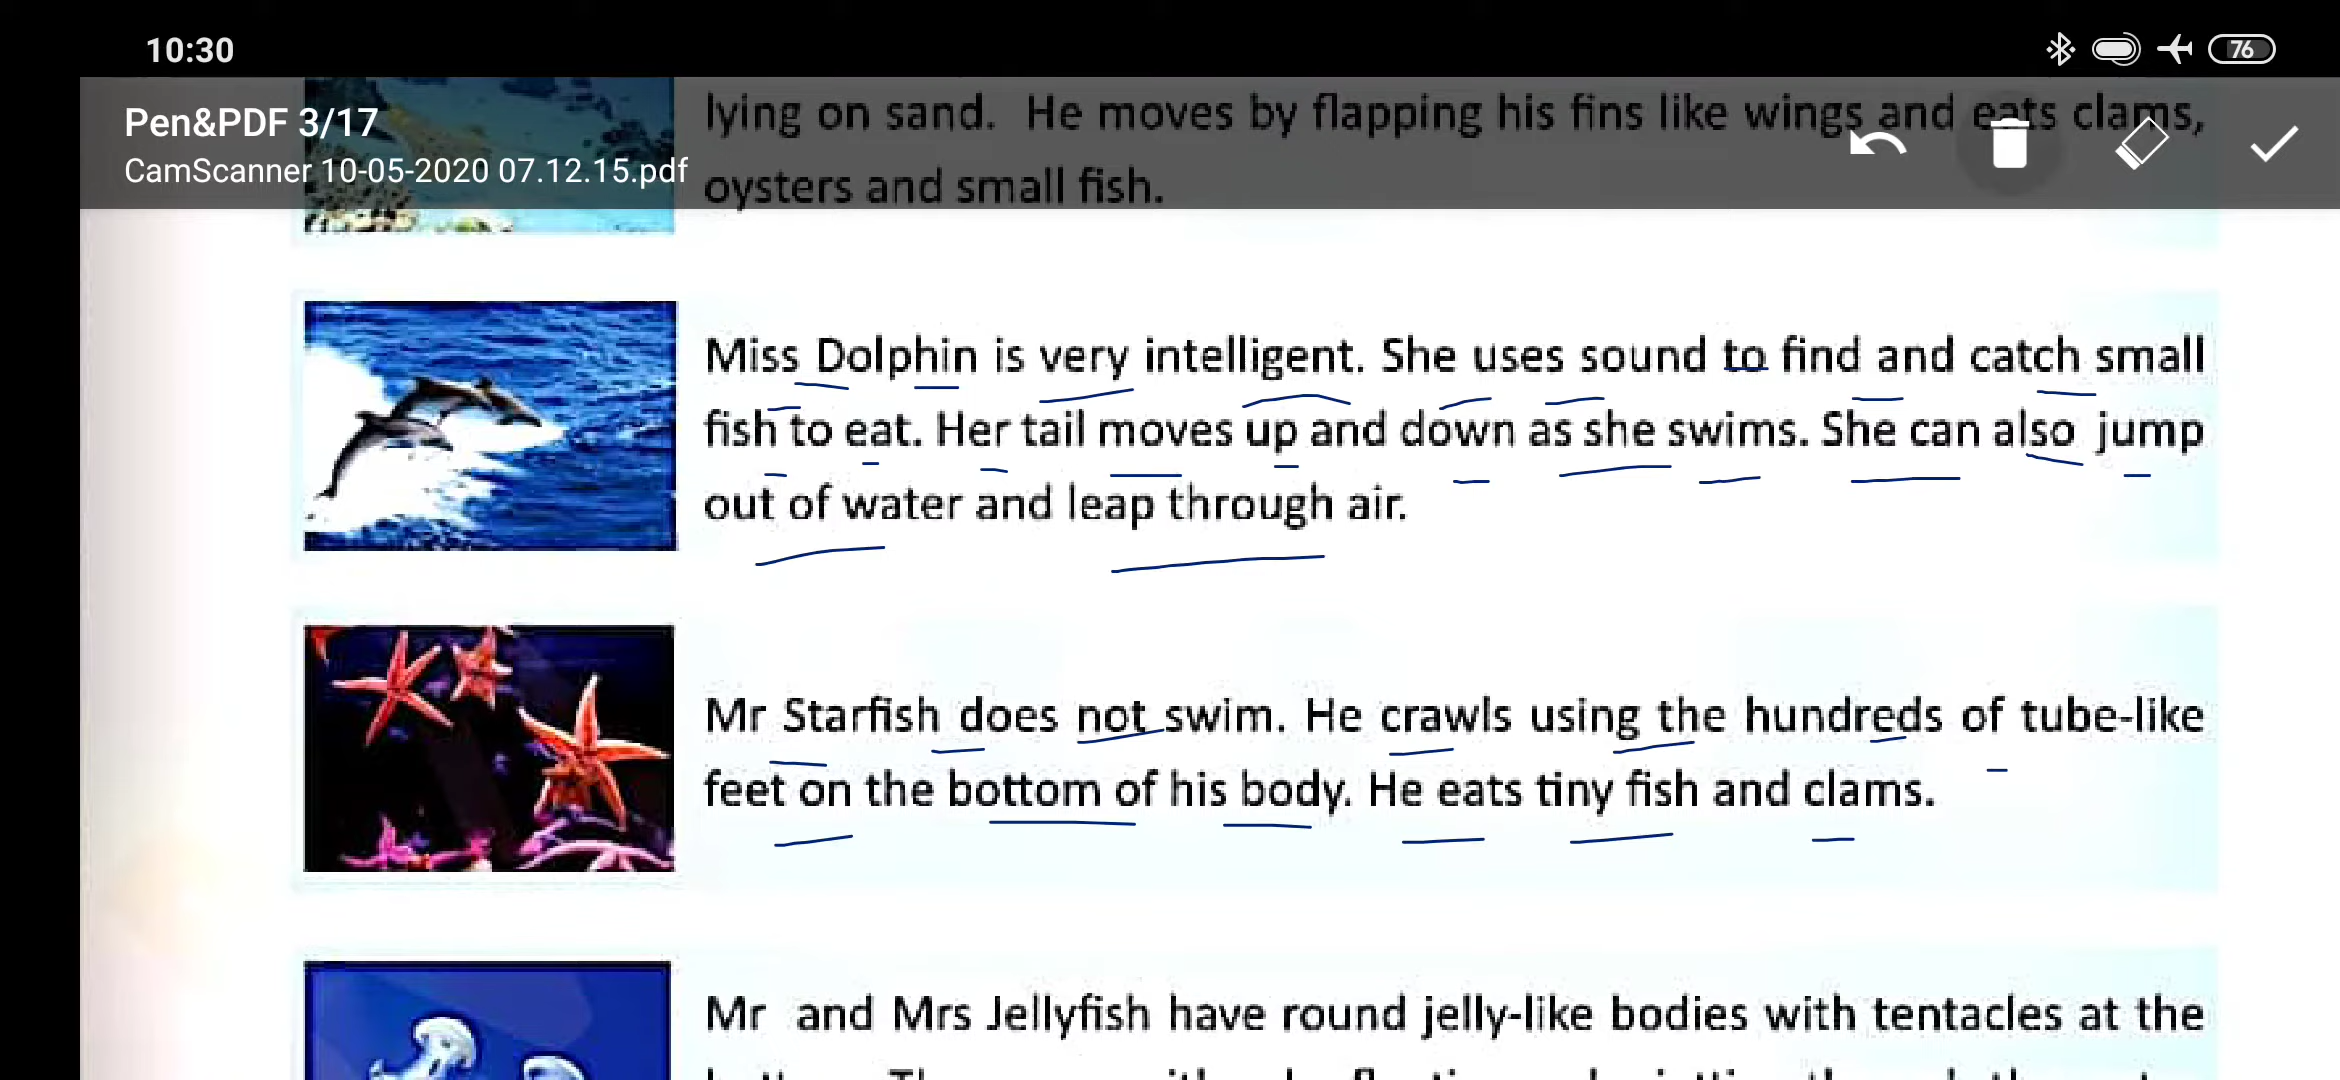 10:30
76
Pen&PDF 3/17
CamScanner 10-05-2020 07.12.15.pdf
lying on sand. He moves by flapping his fins like wings and eats clams,
oysters and small fish.
Miss Dolphin is very intelligent. She uses sound to find and catch small
fish to eat. Her tail moves up and down as she swims. She can also jump
out of water and leap through air.
Mr Starfish does not swim. He crawls using the hundreds of tube-like
feet on the bottom of his body. He eats tiny fish and clams.
Mr and Mrs Jellyfish have round jelly-like bodies with tentacles at the